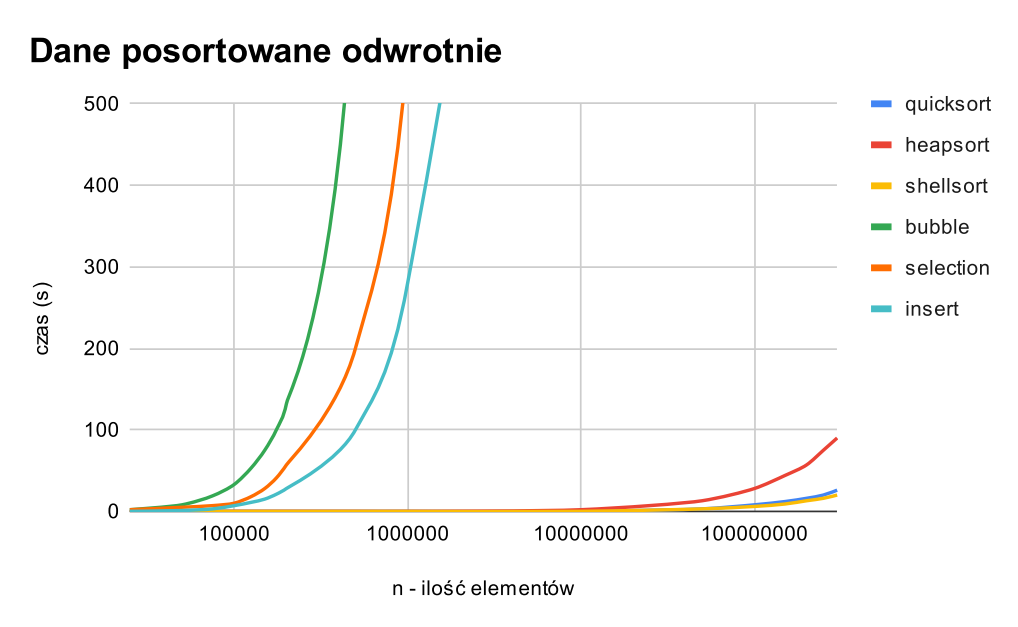 Dane posortowane odwrotnie
500
400
300
200
100
0
czas (s)
100000
1000000
10000000
100000000
n - ilość elementów
quicksort
heapsort
shellsort
bubble
selection
insert